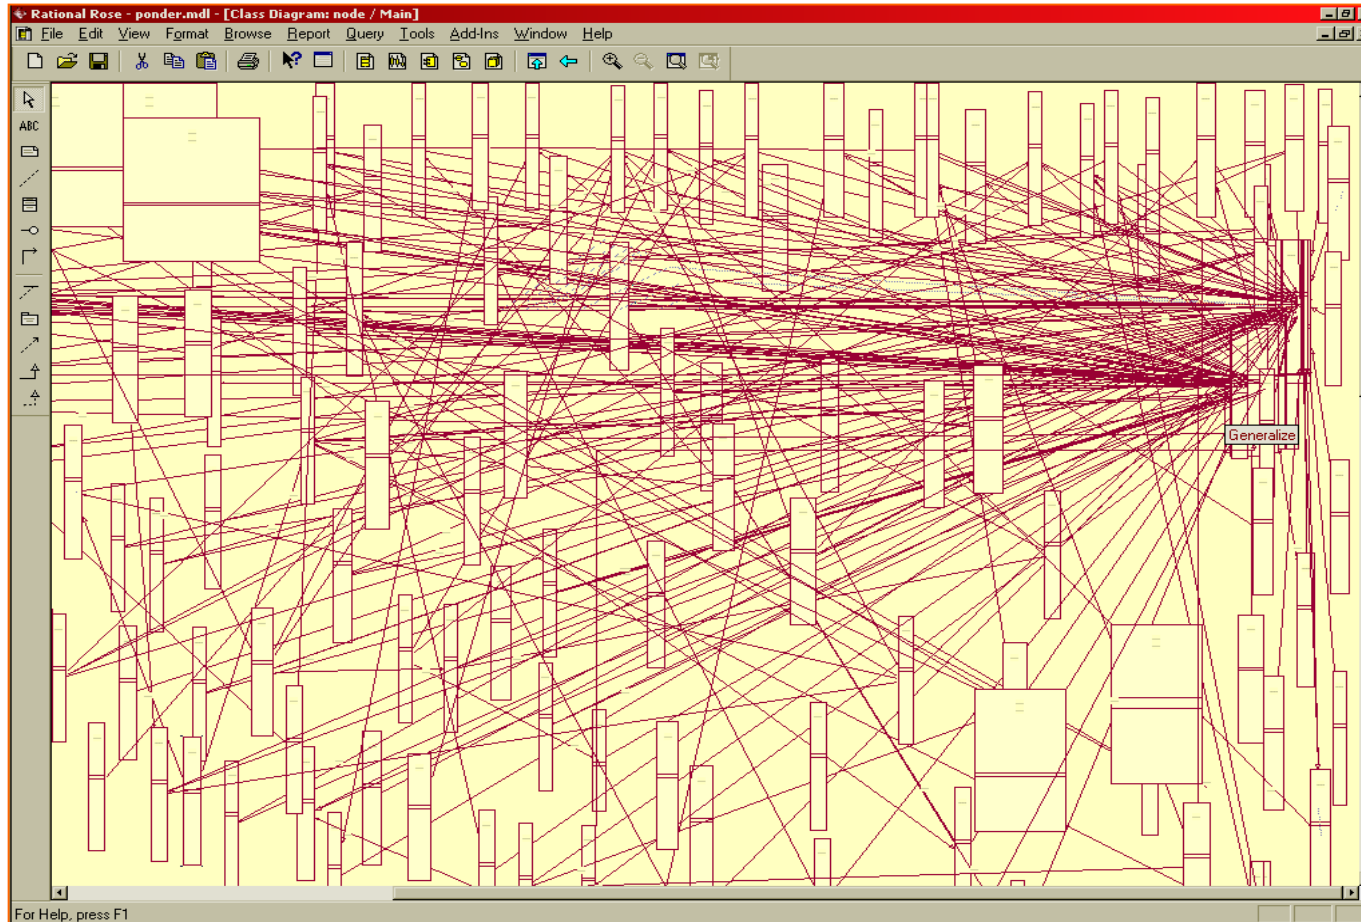 Rational Rose - ponder.mdl - [Class Diagram: node / Main]
File Edit View Format Browse Report Query Tools Add-Ins Window Help
ABC
Generalize
For Help, press F1